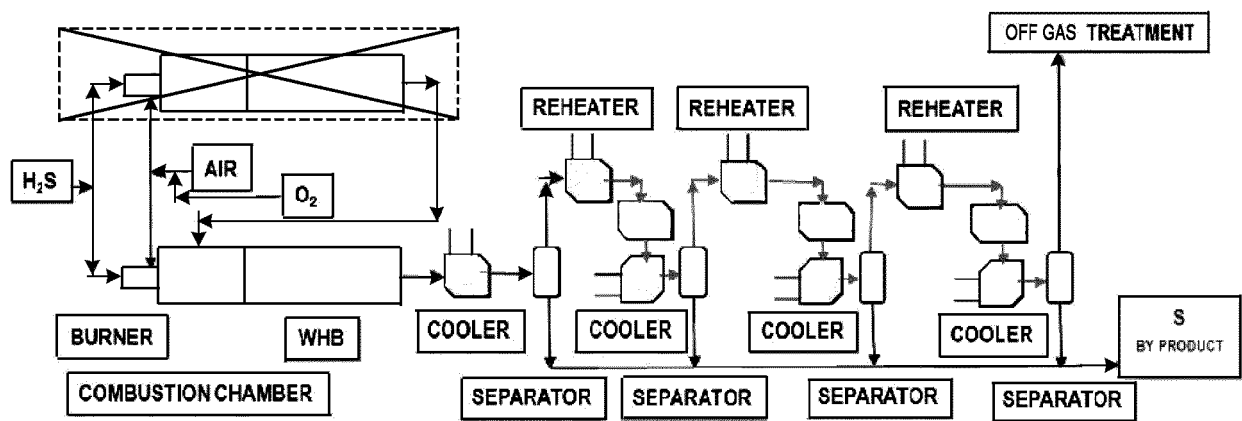 OFF GAS TREATMENT
REHEATER
REHEATER
REHEATER
H₂S
AIR
O₂
BURNER
WHB
COOLER
COOLER
COOLER
COOLER
S
BY PRODUCT
COMBUSTION CHAMBER
SEPARATOR
SEPARATOR
SEPARATOR
SEPARATOR